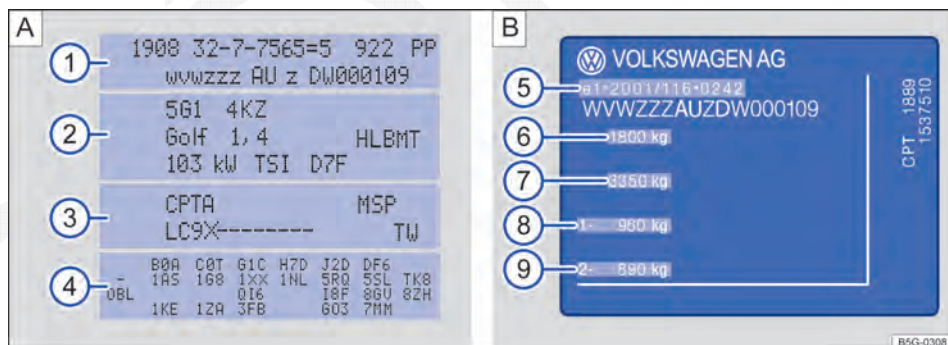 A
1
1908 32-7-7565=5 922 PP
WVWZZZ AU Z DW000109
2
5G1 4KZ
Golf 1,4 HLBMT
103 kW TSI D7F
3
CPTA MSP
LC9X-------- TW
4
B0A C0T G1C H7D J2D DF6
- 1AS 1G8 1XX 1NL 5RQ 5SL TK8
0BL QI6 I8F 8GV 8ZH
1KE 1ZA 3FB G03 7MM
B
VOLKSWAGEN AG
5
e1*2001/116*0242
WVWZZZAUZDW000109
6
1800 kg
7
3350 kg
8
1- 960 kg
9
2- 890 kg
CPT 1889
1537510
B5G-0308